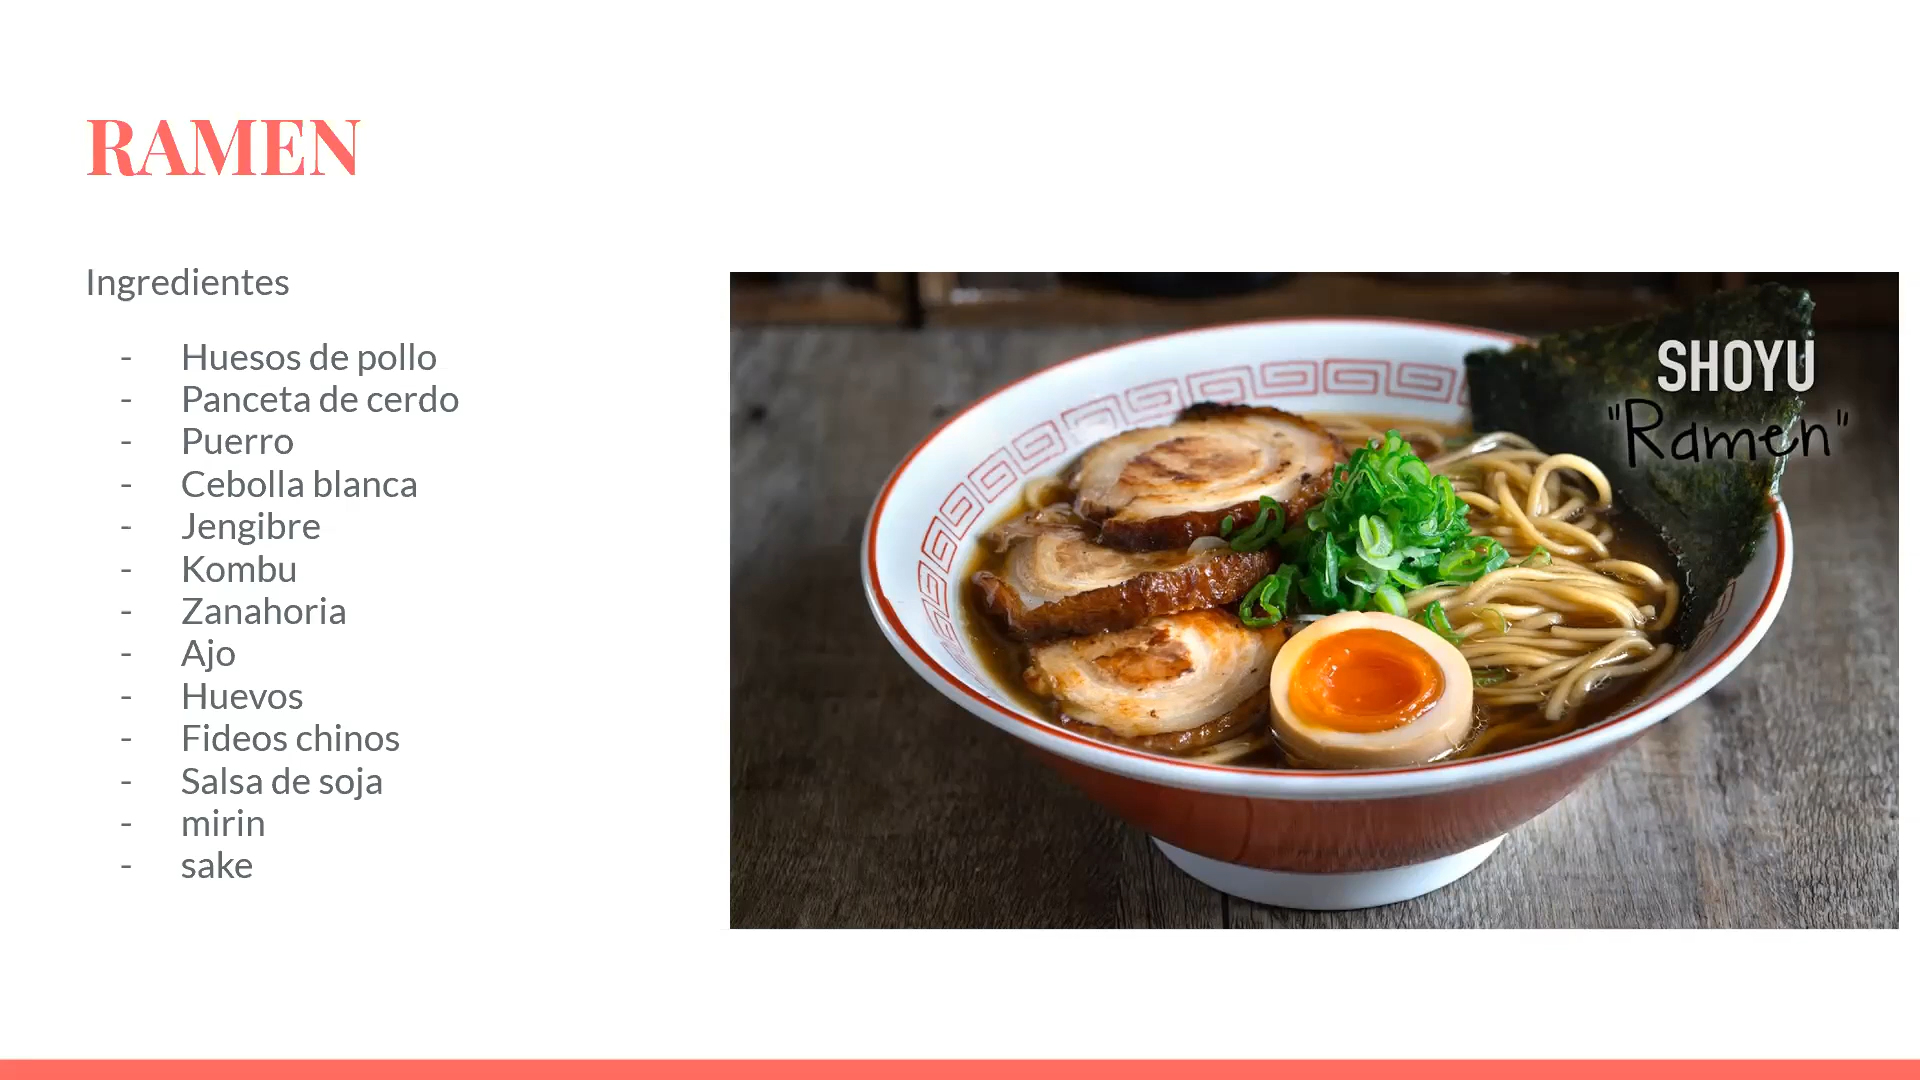 RAMEN
Ingredientes
- Huesos de pollo
- Panceta de cerdo
- Puerro
- Cebolla blanca
- Jengibre
- Kombu
- Zanahoria
- Ajo
- Huevos
- Fideos chinos
- Salsa de soja
- mirin
- sake
SHOYU
"Ramen"